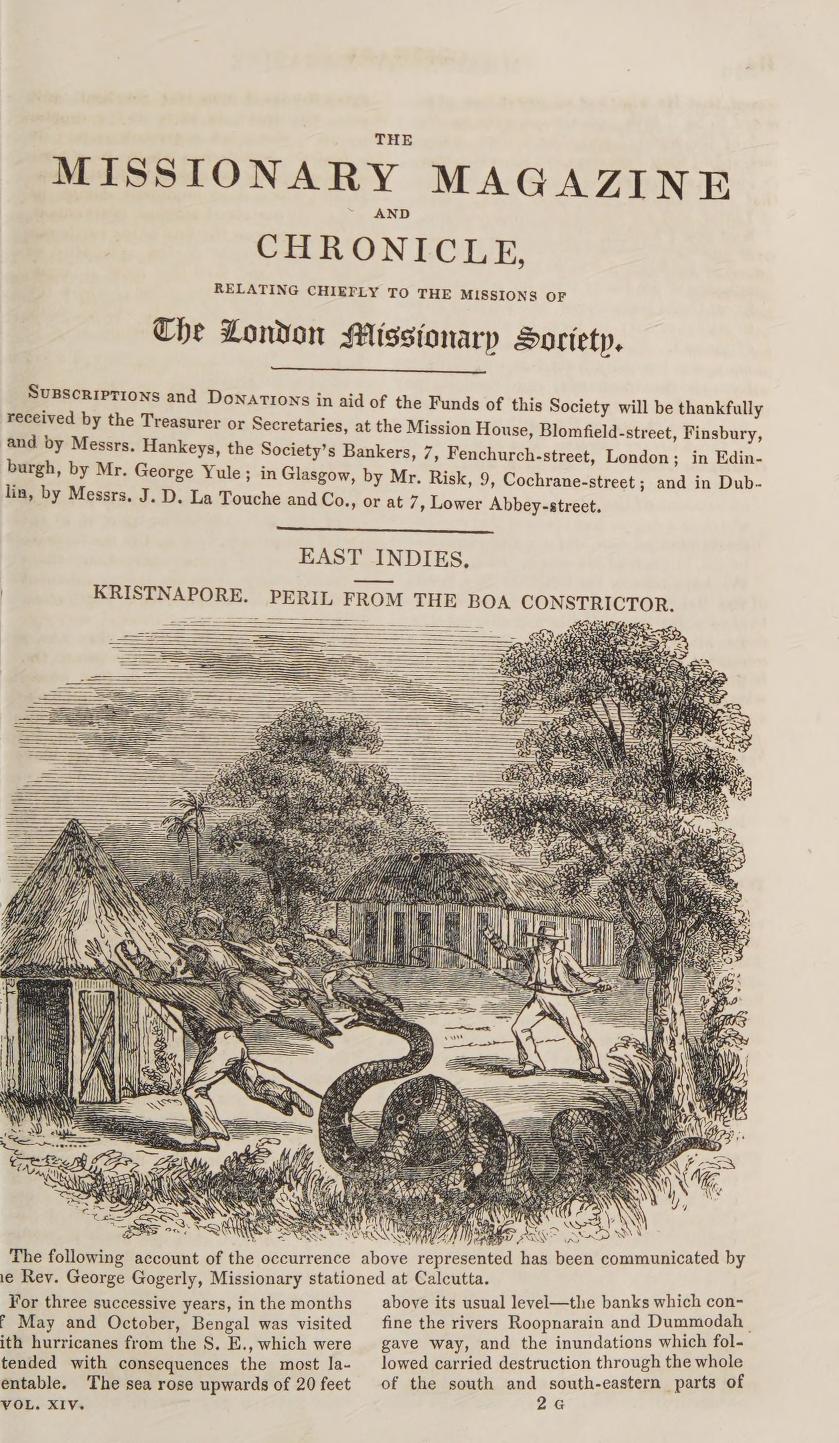 THE
MISSIONARY MAGAZINE
AND
CHRONICLE,
RELATING CHIEFLY TO THE MISSIONS OF
The London Missionary Society.
SUBSCRIPTIONS and DONATIONS in aid of the Funds of this Society will be thankfully
received by the Treasurer or Secretaries, at the Mission House, Blomfield-street, Finsbury,
and by Messrs. Hankeys, the Society's Bankers, 7, Fenchurch-street, London; in Edin-
burgh, by Mr. George Yule; in Glasgow, by Mr. Risk, 9, Cochrane-street; and in Dub-
lin, by Messrs. J. D. La Touche and Co., or at 7, Lower Abbey-street.
EAST INDIES.
KRISTNAPORE. PERIL FROM THE BOA CONSTRICTOR.
The following account of the occurrence above represented has been communicated by
e Rev. George Gogerly, Missionary stationed at Calcutta.
For three successive years, in the months
f May and October, Bengal was visited
ith hurricanes from the S. E., which were
tended with consequences the most la-
entable. The sea rose upwards of 20 feet
VOL. XIV.
above its usual level—the banks which con-
fine the rivers Roopnarain and Dummodah
gave way, and the inundations which fol-
lowed carried destruction through the whole
of the south and south-eastern parts of
2 G